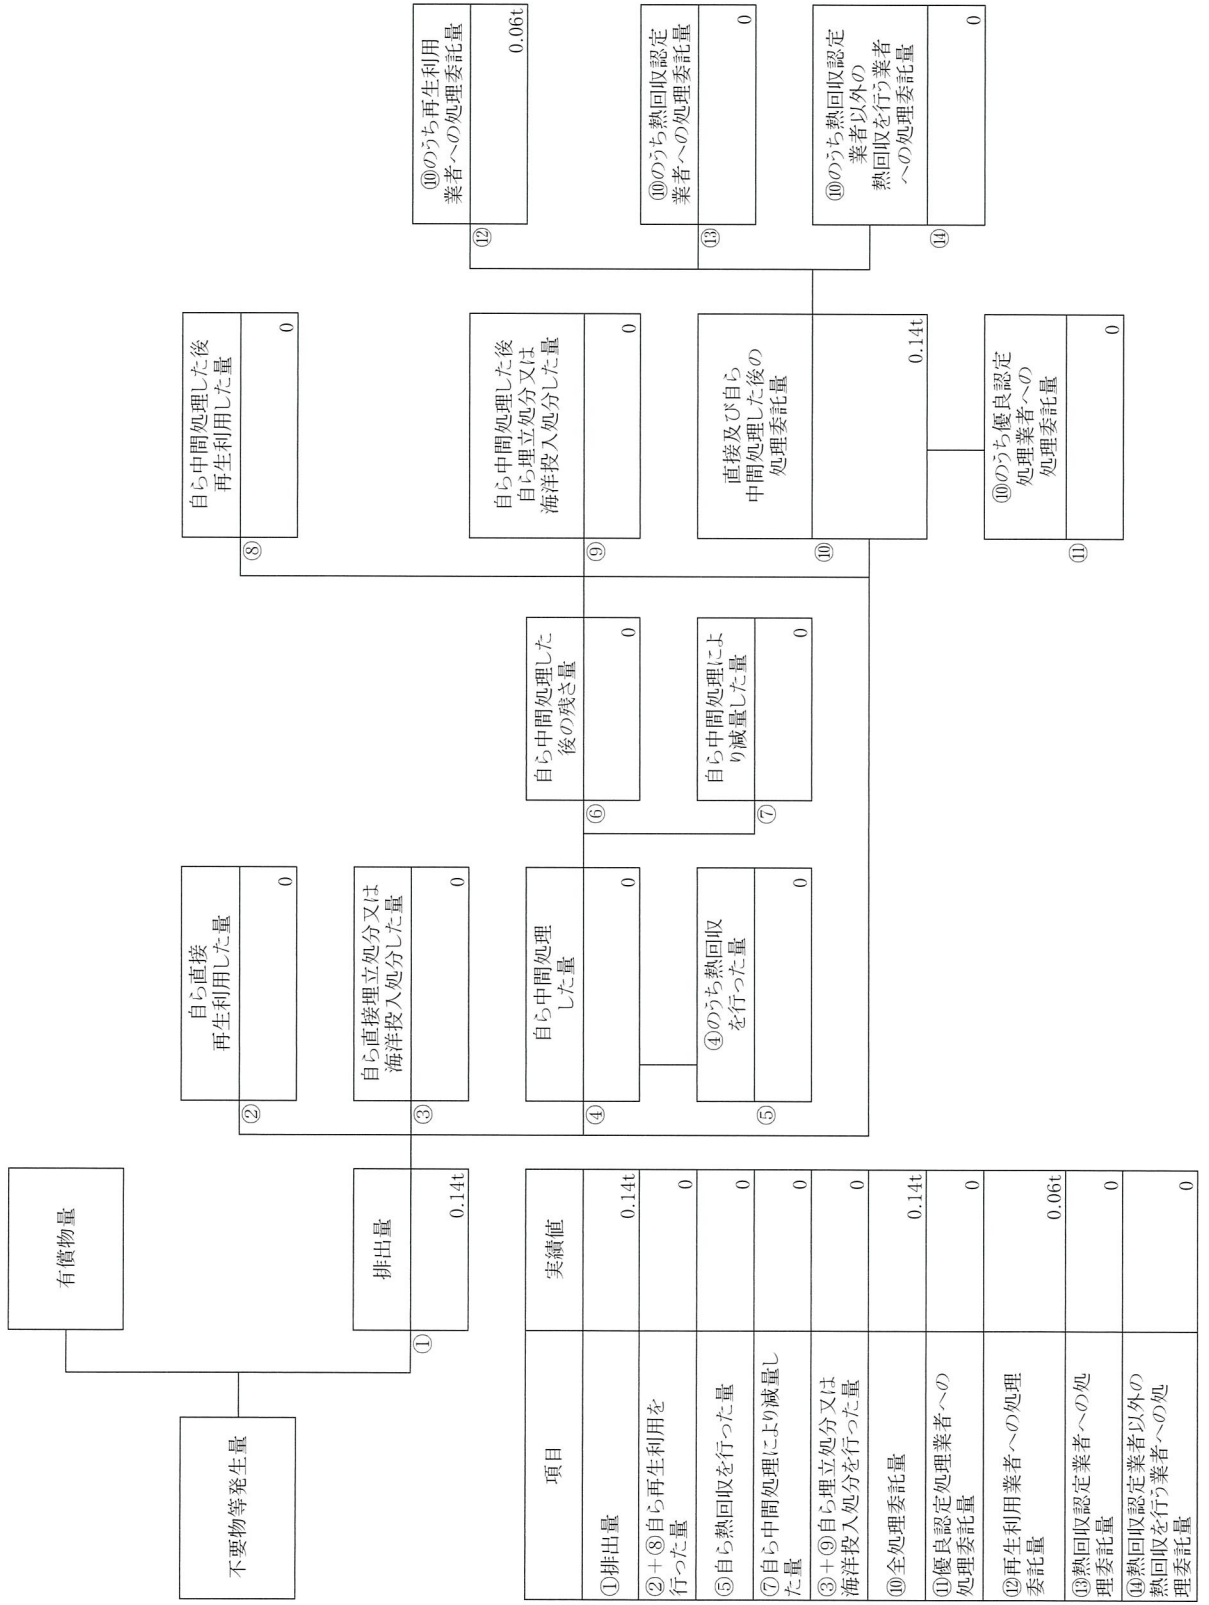 有償物量
不要物等発生量
排出量
①
0.14t
自ら直接
再生利用した量
②
0
自ら直接埋立処分又は
海洋投入処分した量
③
0
自ら中間処理
した量
④
0
④のうち熱回収
を行った量
⑤
0
自ら中間処理した
後の残さ量
⑥
0
自ら中間処理によ
り減量した量
⑦
0
自ら中間処理した後
再生利用した量
⑧
0
自ら中間処理した後
自ら埋立処分又は
海洋投入処分した量
⑨
0
直接及び自ら
中間処理した後の
処理委託量
⑩
0.14t
⑩のうち優良認定
処理業者への
処理委託量
⑪
0
⑩のうち再生利用
業者への処理委託量
⑫
0.06t
⑩のうち熱回収認定
業者への処理委託量
⑬
0
⑩のうち熱回収認定
業者以外の
熱回収を行う業者
への処理委託量
⑭
0
項目 実績値
①排出量 0.14t
②+⑧自ら再生利用を
行った量 0
⑤自ら熱回収を行った量 0
⑦自ら中間処理により減量し
た量 0
③+⑨自ら埋立処分又は
海洋投入処分を行った量 0
⑩全処理委託量 0.14t
⑪優良認定処理業者への
処理委託量 0
⑫再生利用業者への処理
委託量 0.06t
⑬熱回収認定業者への処
理委託量 0
⑭熱回収認定業者以外の
熱回収を行う業者への処
理委託量 0